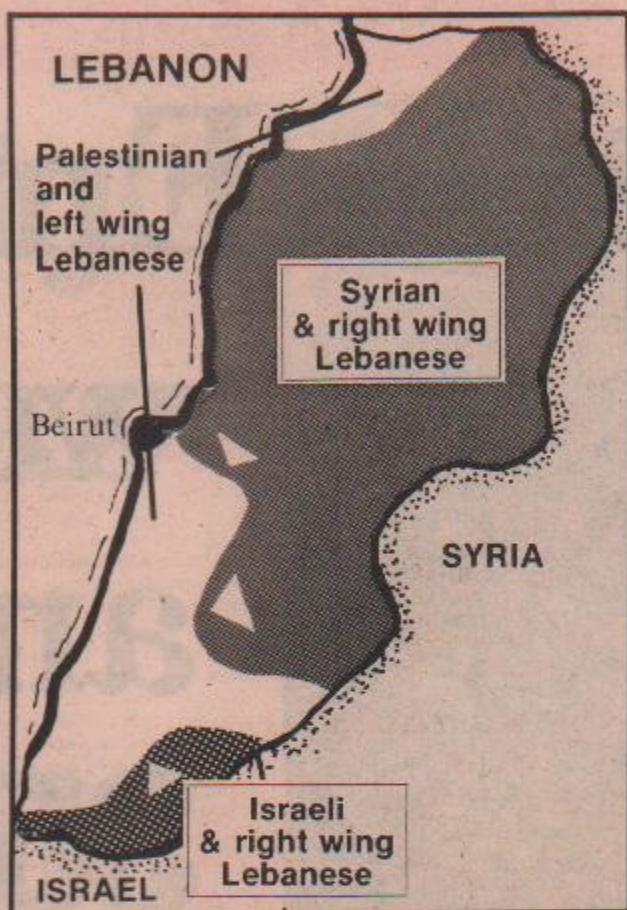 LEBANON
Palestinian
and
left wing
Lebanese
Syrian
& right wing
Lebanese
Beirut
SYRIA
Israeli
& right wing
Lebanese
ISRAEL